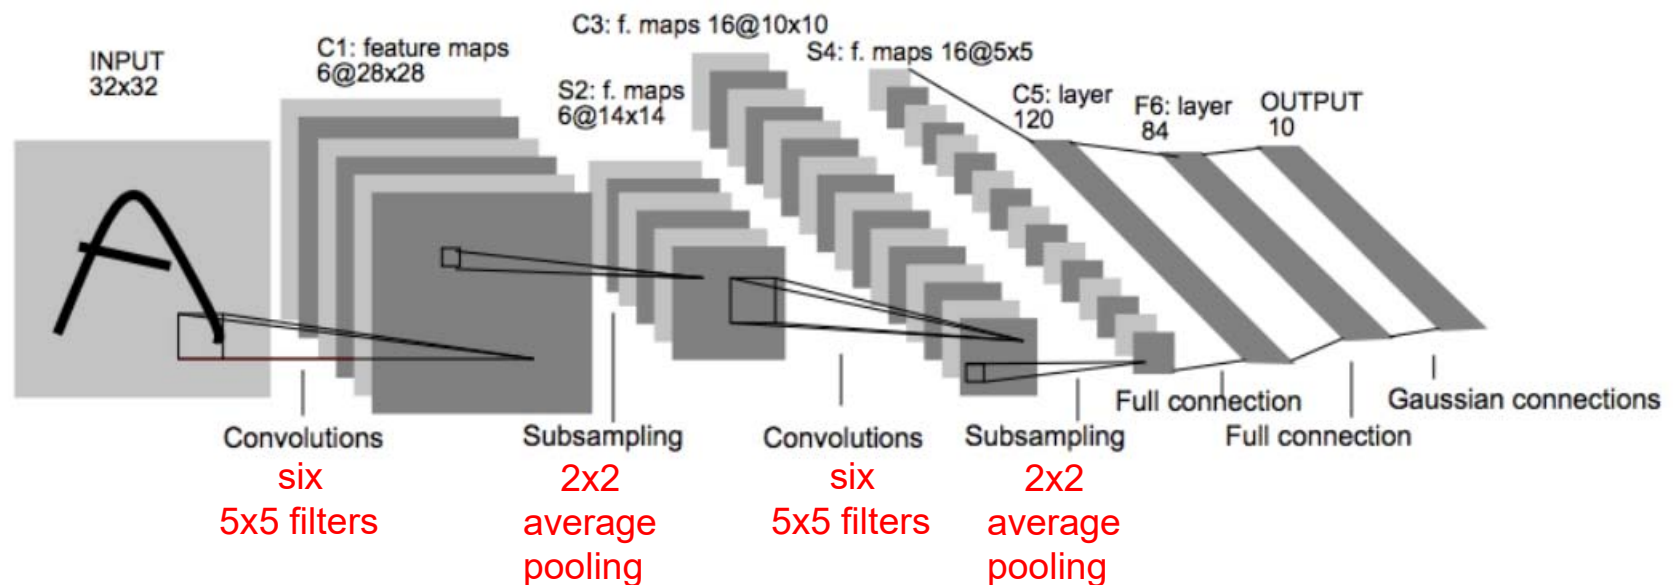 INPUT
32x32
C1: feature maps
6@28x28
S2: f. maps
6@14x14
C3: f. maps 16@10x10
S4: f. maps 16@5x5
C5: layer
120
F6: layer
84
OUTPUT
10
Convolutions
six
5x5 filters
Subsampling
2x2
average
pooling
Convolutions
six
5x5 filters
Subsampling
2x2
average
pooling
Full connection
Full connection
Gaussian connections